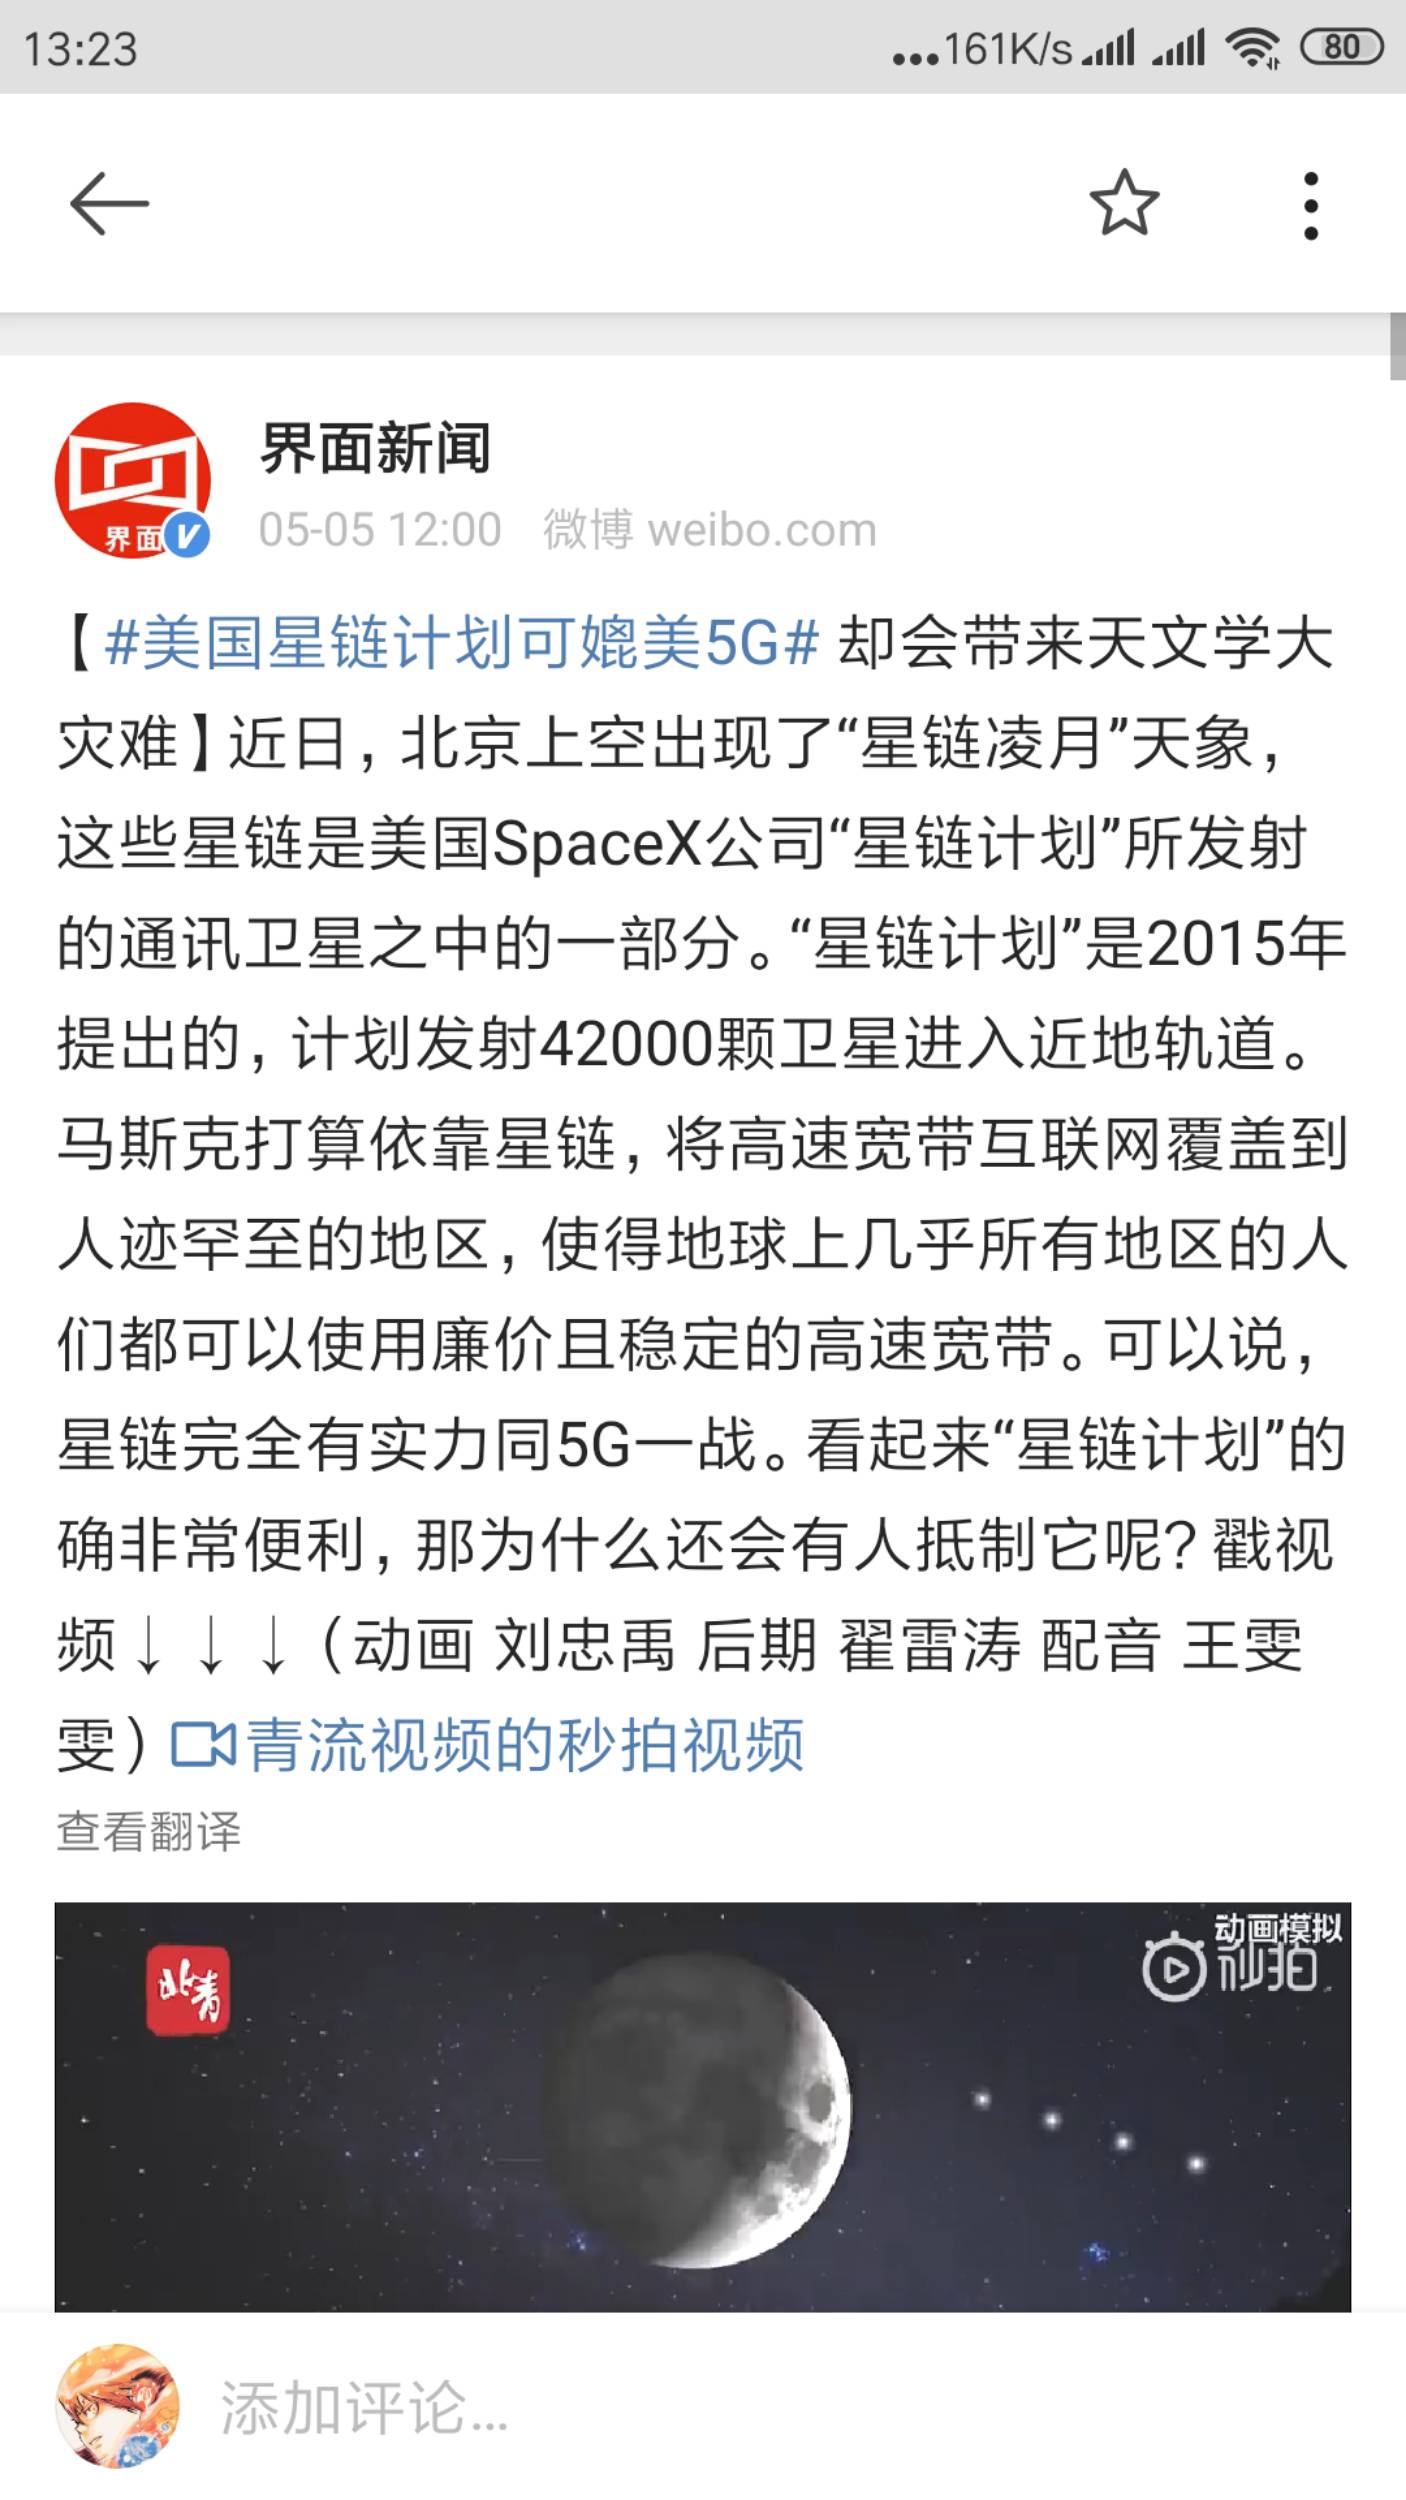 13:23
...161K/s
80
界面新闻
界面
05-05 12:00 微博 weibo.com
【#美国星链计划可媲美5G# 却会带来天文学大
灾难】近日，北京上空出现了“星链凌月”天象，
这些星链是美国SpaceX公司“星链计划”所发射
的通讯卫星之中的一部分。“星链计划”是2015年
提出的，计划发射42000颗卫星进入近地轨道。
马斯克打算依靠星链，将高速宽带互联网覆盖到
人迹罕至的地区，使得地球上几乎所有地区的人
们都可以使用廉价且稳定的高速宽带。可以说，
星链完全有实力同5G一战。看起来“星链计划”的
确非常便利，那为什么还会有人抵制它呢？戳视
频↓↓↓（动画 刘忠禹 后期 翟雷涛 配音 王雯
雯）青流视频的秒拍视频
查看翻译
北青
动画模拟
秒拍
添加评论...